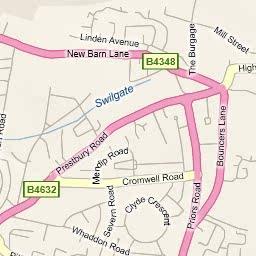 Linden Avenue
New Barn Lane
B4348
The Burgage
Mill Street
High
Swilgate
Prestbury Road
Mendip Road
Bouncers Lane
Cromwell Road
B4632
Severn Road
Clyde Crescent
Priors Road
Whaddon Road
Road